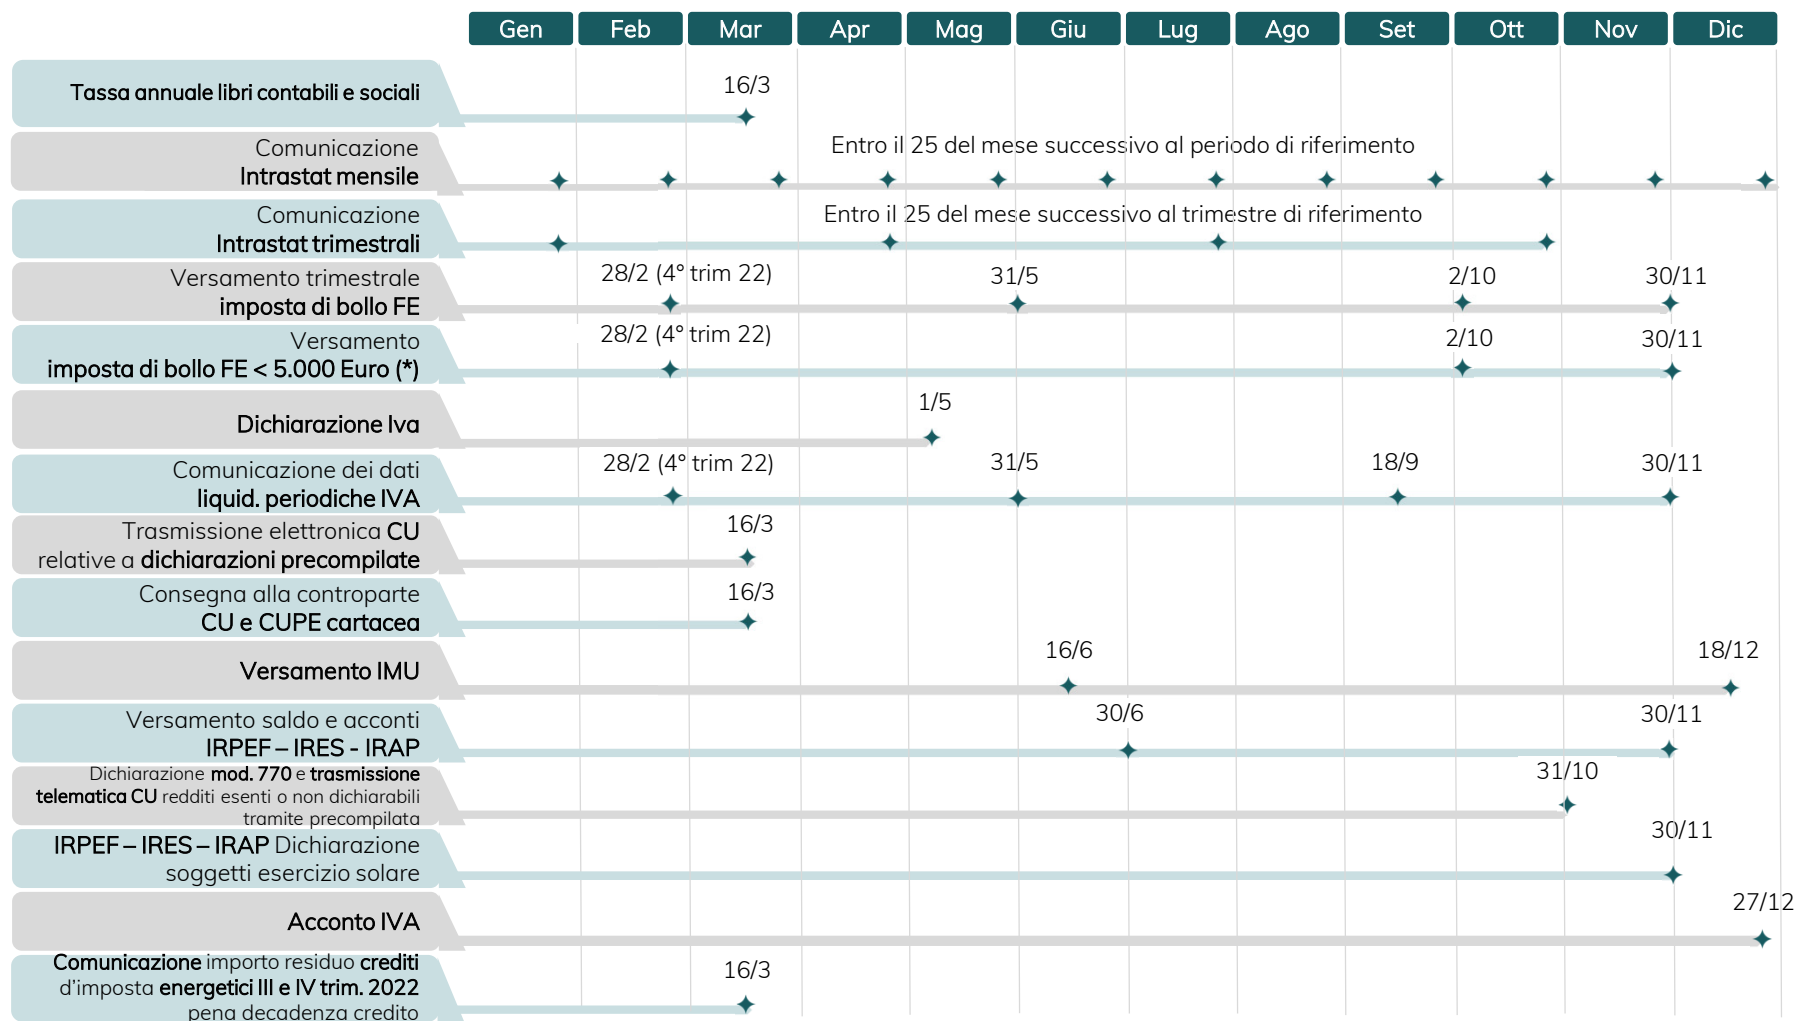 Gen Feb Mar Apr Mag Giu Lug Ago Set Ott Nov Dic
Tassa annuale libri contabili e sociali
16/3
Comunicazione
Intrastat mensile
Entro il 25 del mese successivo al periodo di riferimento
Comunicazione
Intrastat trimestrali
Entro il 25 del mese successivo al trimestre di riferimento
Versamento trimestrale
imposta di bollo FE
28/2 (4° trim 22) 31/5 2/10 30/11
Versamento
imposta di bollo FE < 5.000 Euro (*)
28/2 (4° trim 22) 2/10 30/11
Dichiarazione Iva
1/5
Comunicazione dei dati
liquid. periodiche IVA
28/2 (4° trim 22) 31/5 18/9 30/11
Trasmissione elettronica CU
relative a dichiarazioni precompilate
16/3
Consegna alla controparte
CU e CUPE cartacea
16/3
Versamento IMU
16/6 18/12
Versamento saldo e acconti
IRPEF – IRES - IRAP
30/6 30/11
Dichiarazione mod. 770 e trasmissione
telematica CU redditi esenti o non dichiarabili
tramite precompilata
31/10
IRPEF – IRES – IRAP Dichiarazione
soggetti esercizio solare
30/11
Acconto IVA
27/12
Comunicazione importo residuo crediti
d'imposta energetici III e IV trim. 2022
pena decadenza credito
16/3